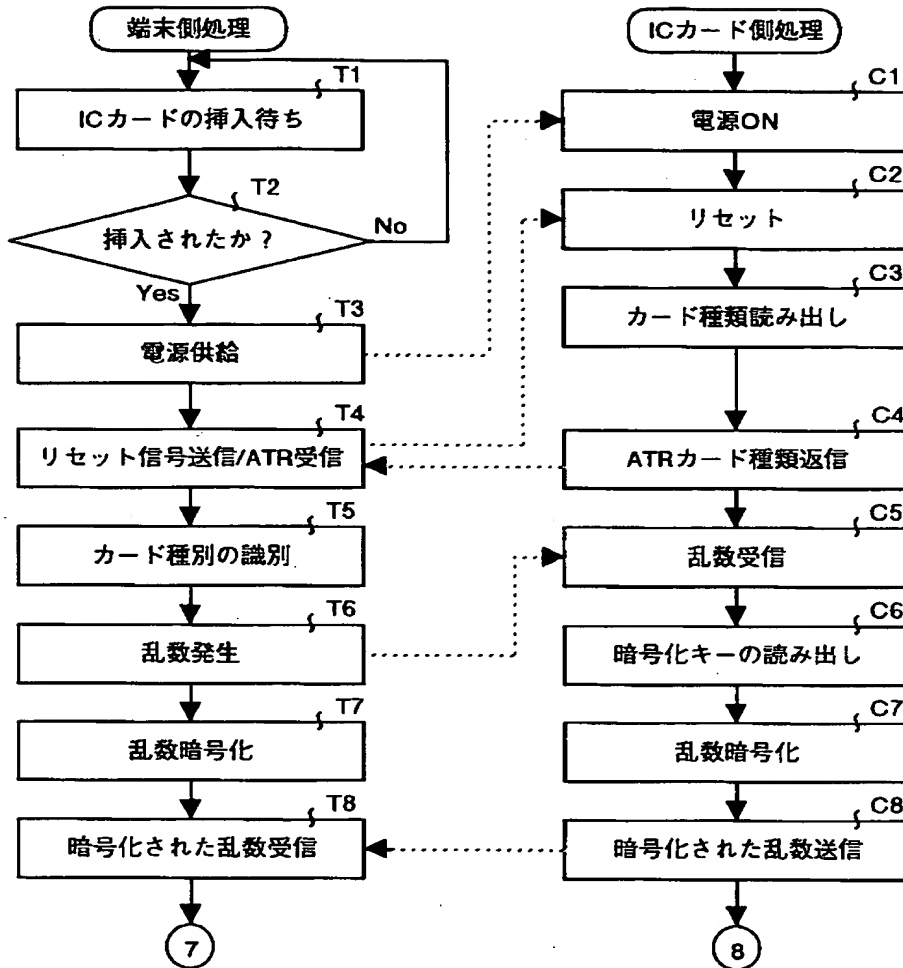 端末側処理
T1
ICカードの挿入待ち
T2
挿入されたか？
No
Yes
T3
電源供給
T4
リセット信号送信/ATR受信
T5
カード種別の識別
T6
乱数発生
T7
乱数暗号化
T8
暗号化された乱数受信
7
ICカード側処理
C1
電源ON
C2
リセット
C3
カード種類読み出し
C4
ATRカード種類返信
C5
乱数受信
C6
暗号化キーの読み出し
C7
乱数暗号化
C8
暗号化された乱数送信
8